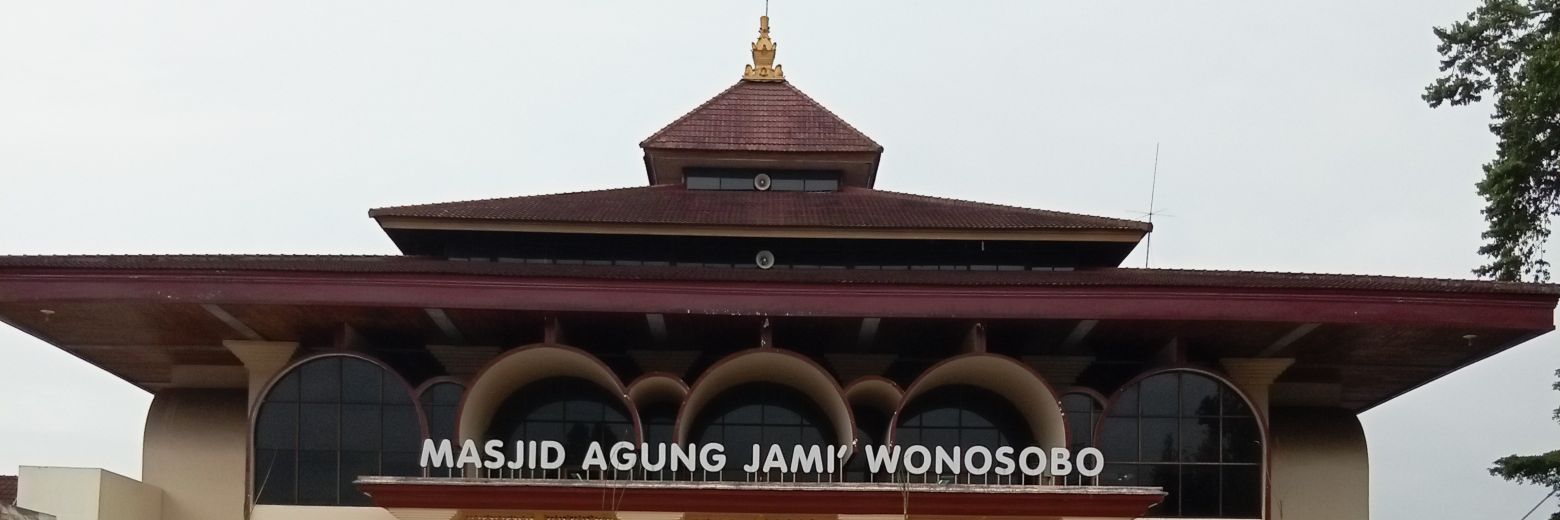 MASJID AGUNG JAMI' WONOSOBO